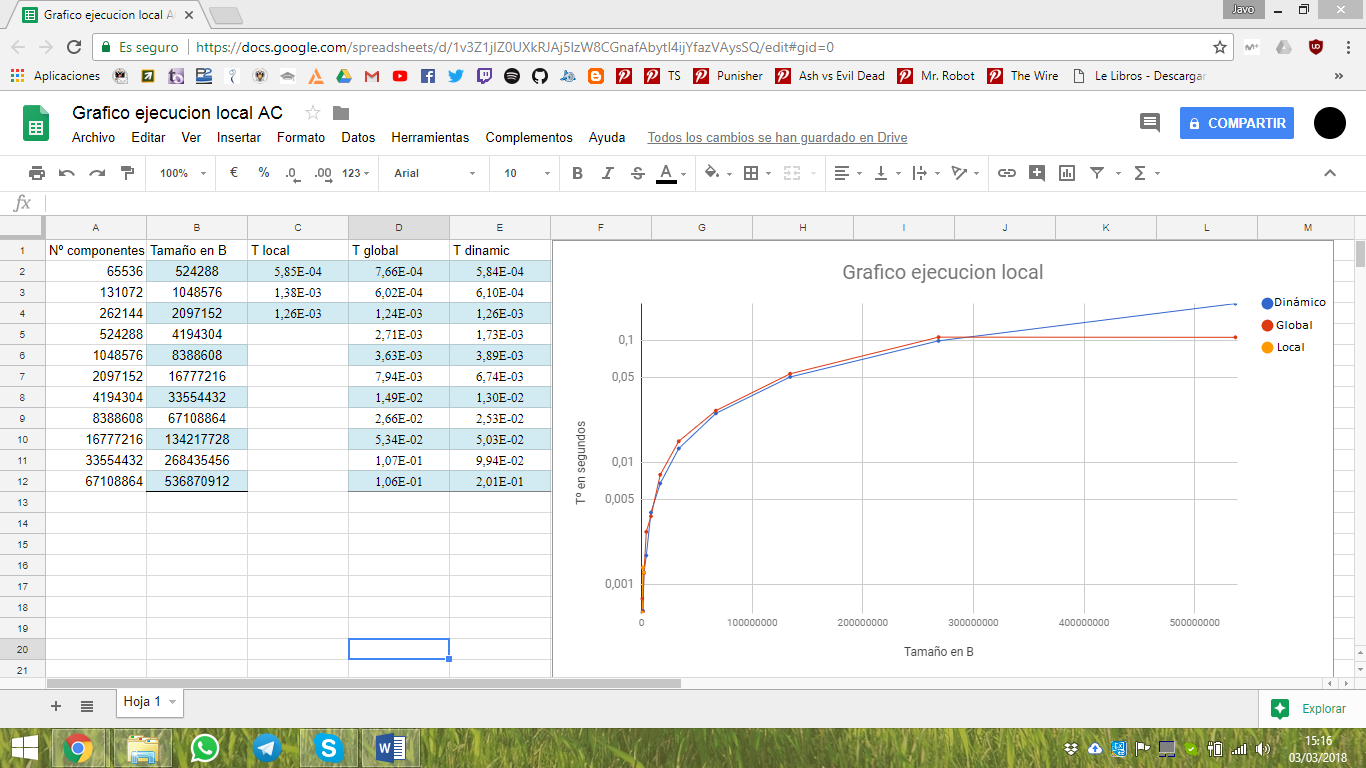 Grafico ejecucion local A
Javo
Es seguro
https://docs.google.com/spreadsheets/d/1v3Z1jIZ0UXkRJAj5IzW8CGnafAbytI4ijYfazVAysSQ/edit#gid=0
Aplicaciones TS Punisher Ash vs Evil Dead Mr. Robot The Wire Le Libros - Descargar »
Grafico ejecucion local AC
Archivo Editar Ver Insertar Formato Datos Herramientas Complementos Ayuda Todos los cambios se han guardado en Drive
COMPARTIR
100% € % .0 .00 123 Arial 10 B I S A Σ
fx
A B C D E F G H I J K L M
1 Nº componentes Tamaño en B T local T global T dinamic
2 65536 524288 5,85E-04 7,66E-04 5,84E-04
3 131072 1048576 1,38E-03 6,02E-04 6,10E-04
4 262144 2097152 1,26E-03 1,24E-03 1,26E-03
5 524288 4194304 2,71E-03 1,73E-03
6 1048576 8388608 3,63E-03 3,89E-03
7 2097152 16777216 7,94E-03 6,74E-03
8 4194304 33554432 1,49E-02 1,30E-02
9 8388608 67108864 2,66E-02 2,53E-02
10 16777216 134217728 5,34E-02 5,03E-02
11 33554432 268435456 1,07E-01 9,94E-02
12 67108864 536870912 1,06E-01 2,01E-01
13
14
15
16
17
18
19
20
21
Grafico ejecucion local
Dinámico
Global
Local
0,1
0,05
0,01
0,005
0,001
Tº en segundos
0 100000000 200000000 300000000 400000000 500000000
Tamaño en B
Hoja 1
Explorar
15:16
03/03/2018